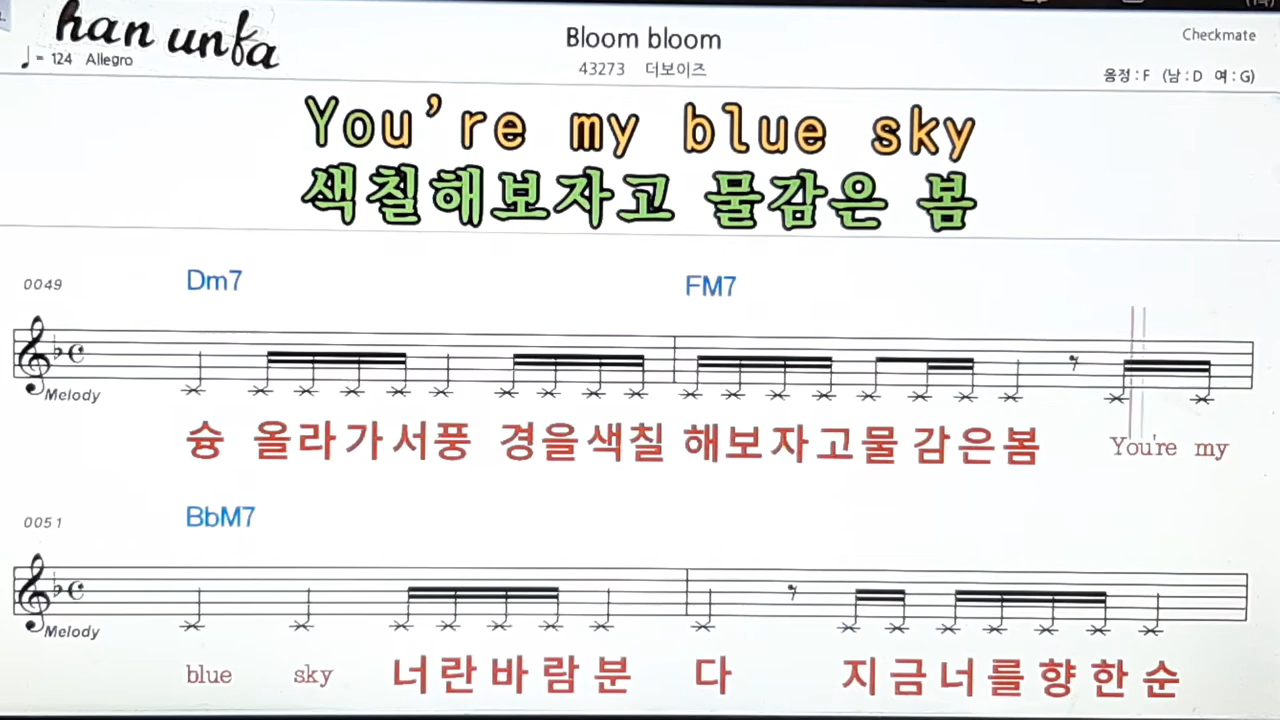 han unfa
♩ = 124 Allegro
Bloom bloom
43273 더보이즈
Checkmate
음정 : F (남 : D 여 : G)
You're my blue sky
색칠해보자고 물감은 봄
0049
Dm7 FM7
Melody
슝 올라가서풍 경을색칠 해보자고물 감은봄 You're my
0051
BbM7
Melody
blue sky 너란바람분 다 지금너를향한순